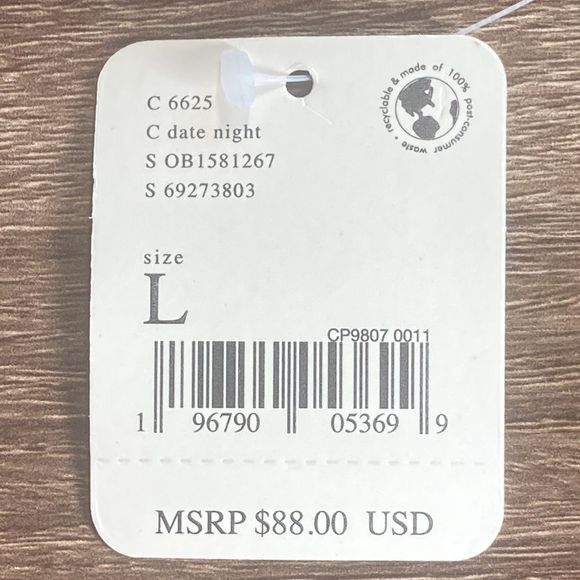 C 6625
C date night
S OB1581267
S 69273803
recyclable & made of 100% post-consumer waste •
size
L
CP9807 0011
1 96790 05369 9
MSRP $88.00 USD